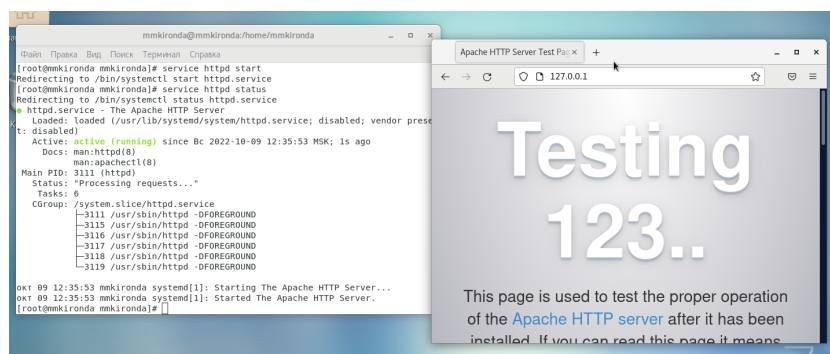 mmkironda@mmkironda:/home/mmkironda
Файл Правка Вид Поиск Терминал Справка
[root@mmkironda mmkironda]# service httpd start
Redirecting to /bin/systemctl start httpd.service
[root@mmkironda mmkironda]# service httpd status
Redirecting to /bin/systemctl status httpd.service
● httpd.service - The Apache HTTP Server
Loaded: loaded (/usr/lib/systemd/system/httpd.service; disabled; vendor prese
t: disabled)
Active: active (running) since Вс 2022-10-09 12:35:53 MSK; 1s ago
Docs: man:httpd(8)
man:apachectl(8)
Main PID: 3111 (httpd)
Status: "Processing requests..."
Tasks: 6
CGroup: /system.slice/httpd.service
├─3111 /usr/sbin/httpd -DFOREGROUND
├─3115 /usr/sbin/httpd -DFOREGROUND
├─3116 /usr/sbin/httpd -DFOREGROUND
├─3117 /usr/sbin/httpd -DFOREGROUND
├─3118 /usr/sbin/httpd -DFOREGROUND
└─3119 /usr/sbin/httpd -DFOREGROUND
окт 09 12:35:53 mmkironda systemd[1]: Starting The Apache HTTP Server...
окт 09 12:35:53 mmkironda systemd[1]: Started The Apache HTTP Server.
[root@mmkironda mmkironda]#
Apache HTTP Server Test Pag
127.0.0.1
Testing
123..
This page is used to test the proper operation
of the Apache HTTP server after it has been
installed. If you can read this page it means